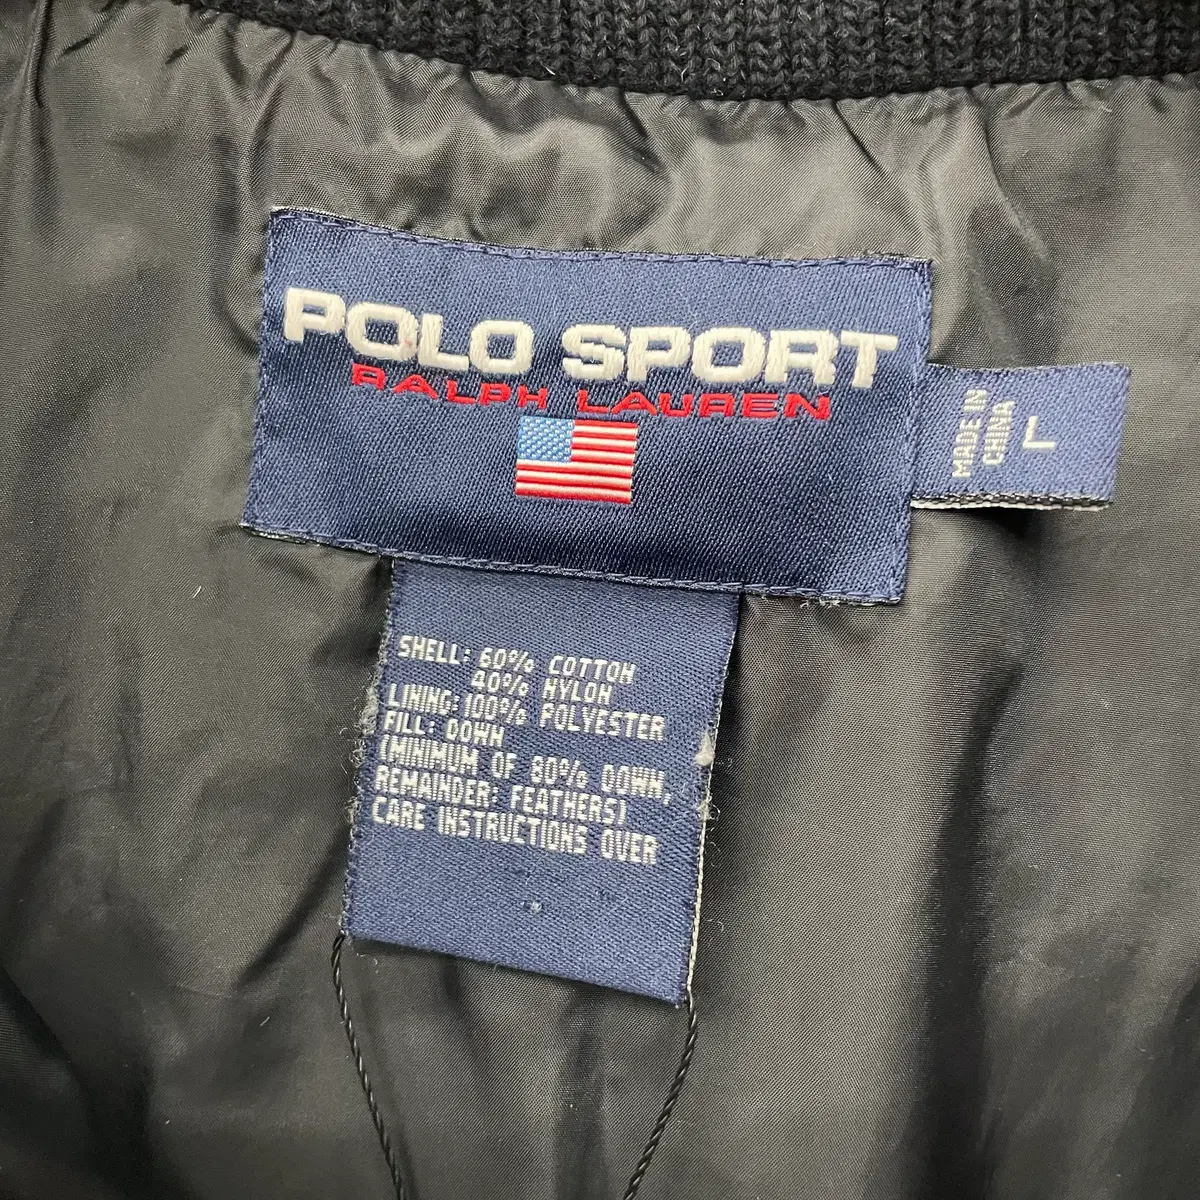 POLO SPORT
RALPH LAUREN
MADE IN
CHINA
L
SHELL: 60% COTTON
40% NYLON
LINING: 100% POLYESTER
FILL: DOWN
(MINIMUM OF 80% DOWN,
REMAINDER: FEATHERS)
CARE INSTRUCTIONS OVER